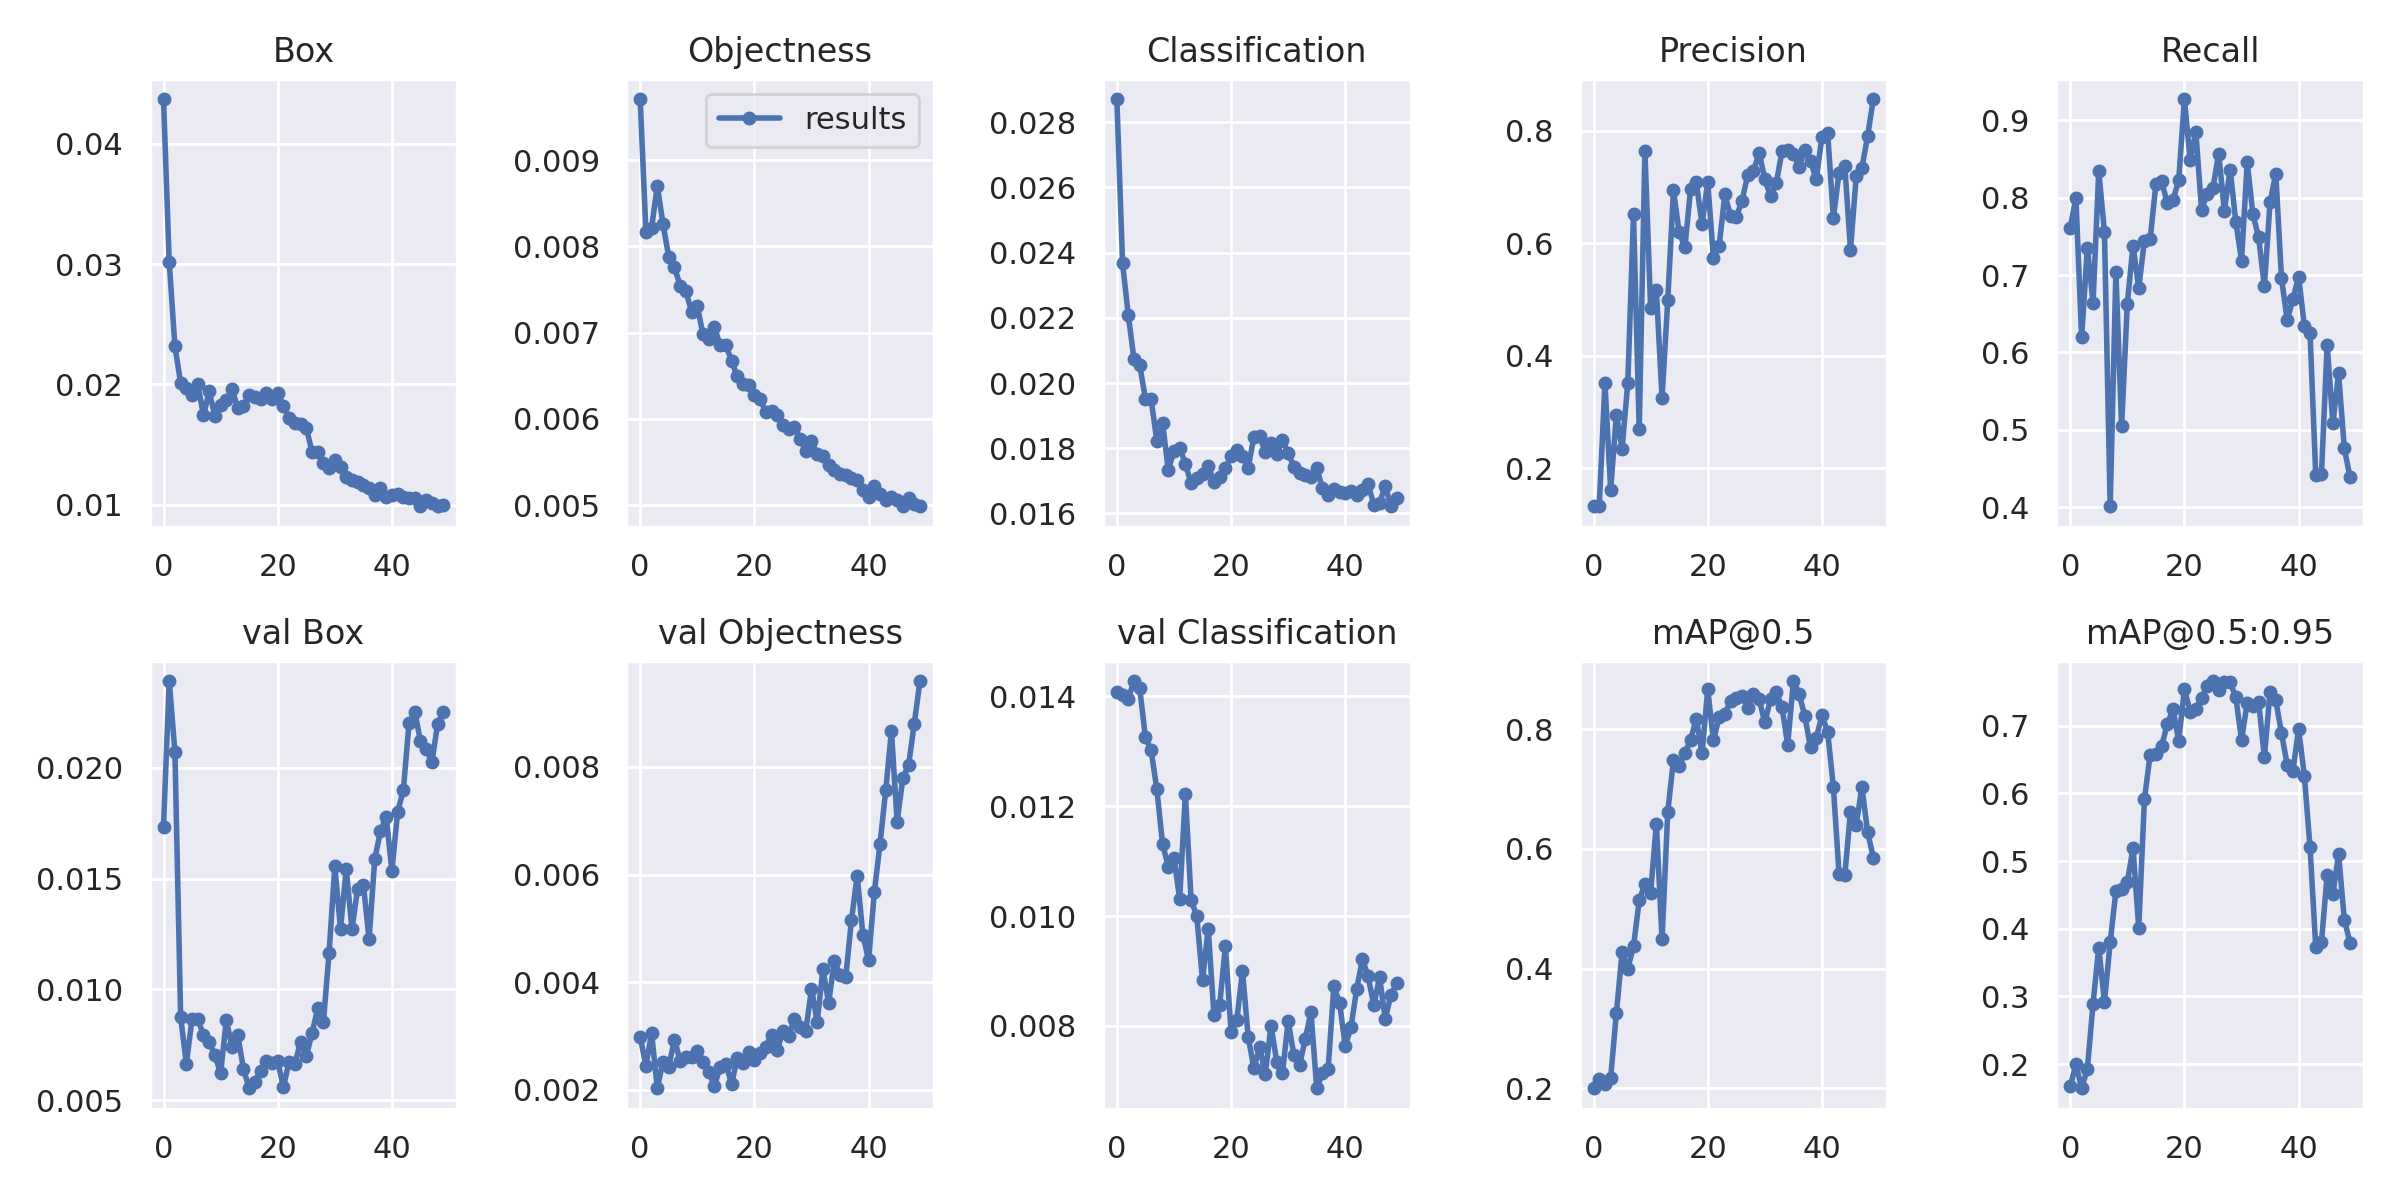 Box
Objectness
Classification
Precision
Recall
0.04
0.03
0.02
0.01
0 20 40
results
0.009
0.008
0.007
0.006
0.005
0 20 40
0.028
0.026
0.024
0.022
0.020
0.018
0.016
0 20 40
0.8
0.6
0.4
0.2
0 20 40
0.9
0.8
0.7
0.6
0.5
0.4
0 20 40
val Box
val Objectness
val Classification
mAP@0.5
mAP@0.5:0.95
0.020
0.015
0.010
0.005
0 20 40
0.008
0.006
0.004
0.002
0 20 40
0.014
0.012
0.010
0.008
0 20 40
0.8
0.6
0.4
0.2
0 20 40
0.7
0.6
0.5
0.4
0.3
0.2
0 20 40